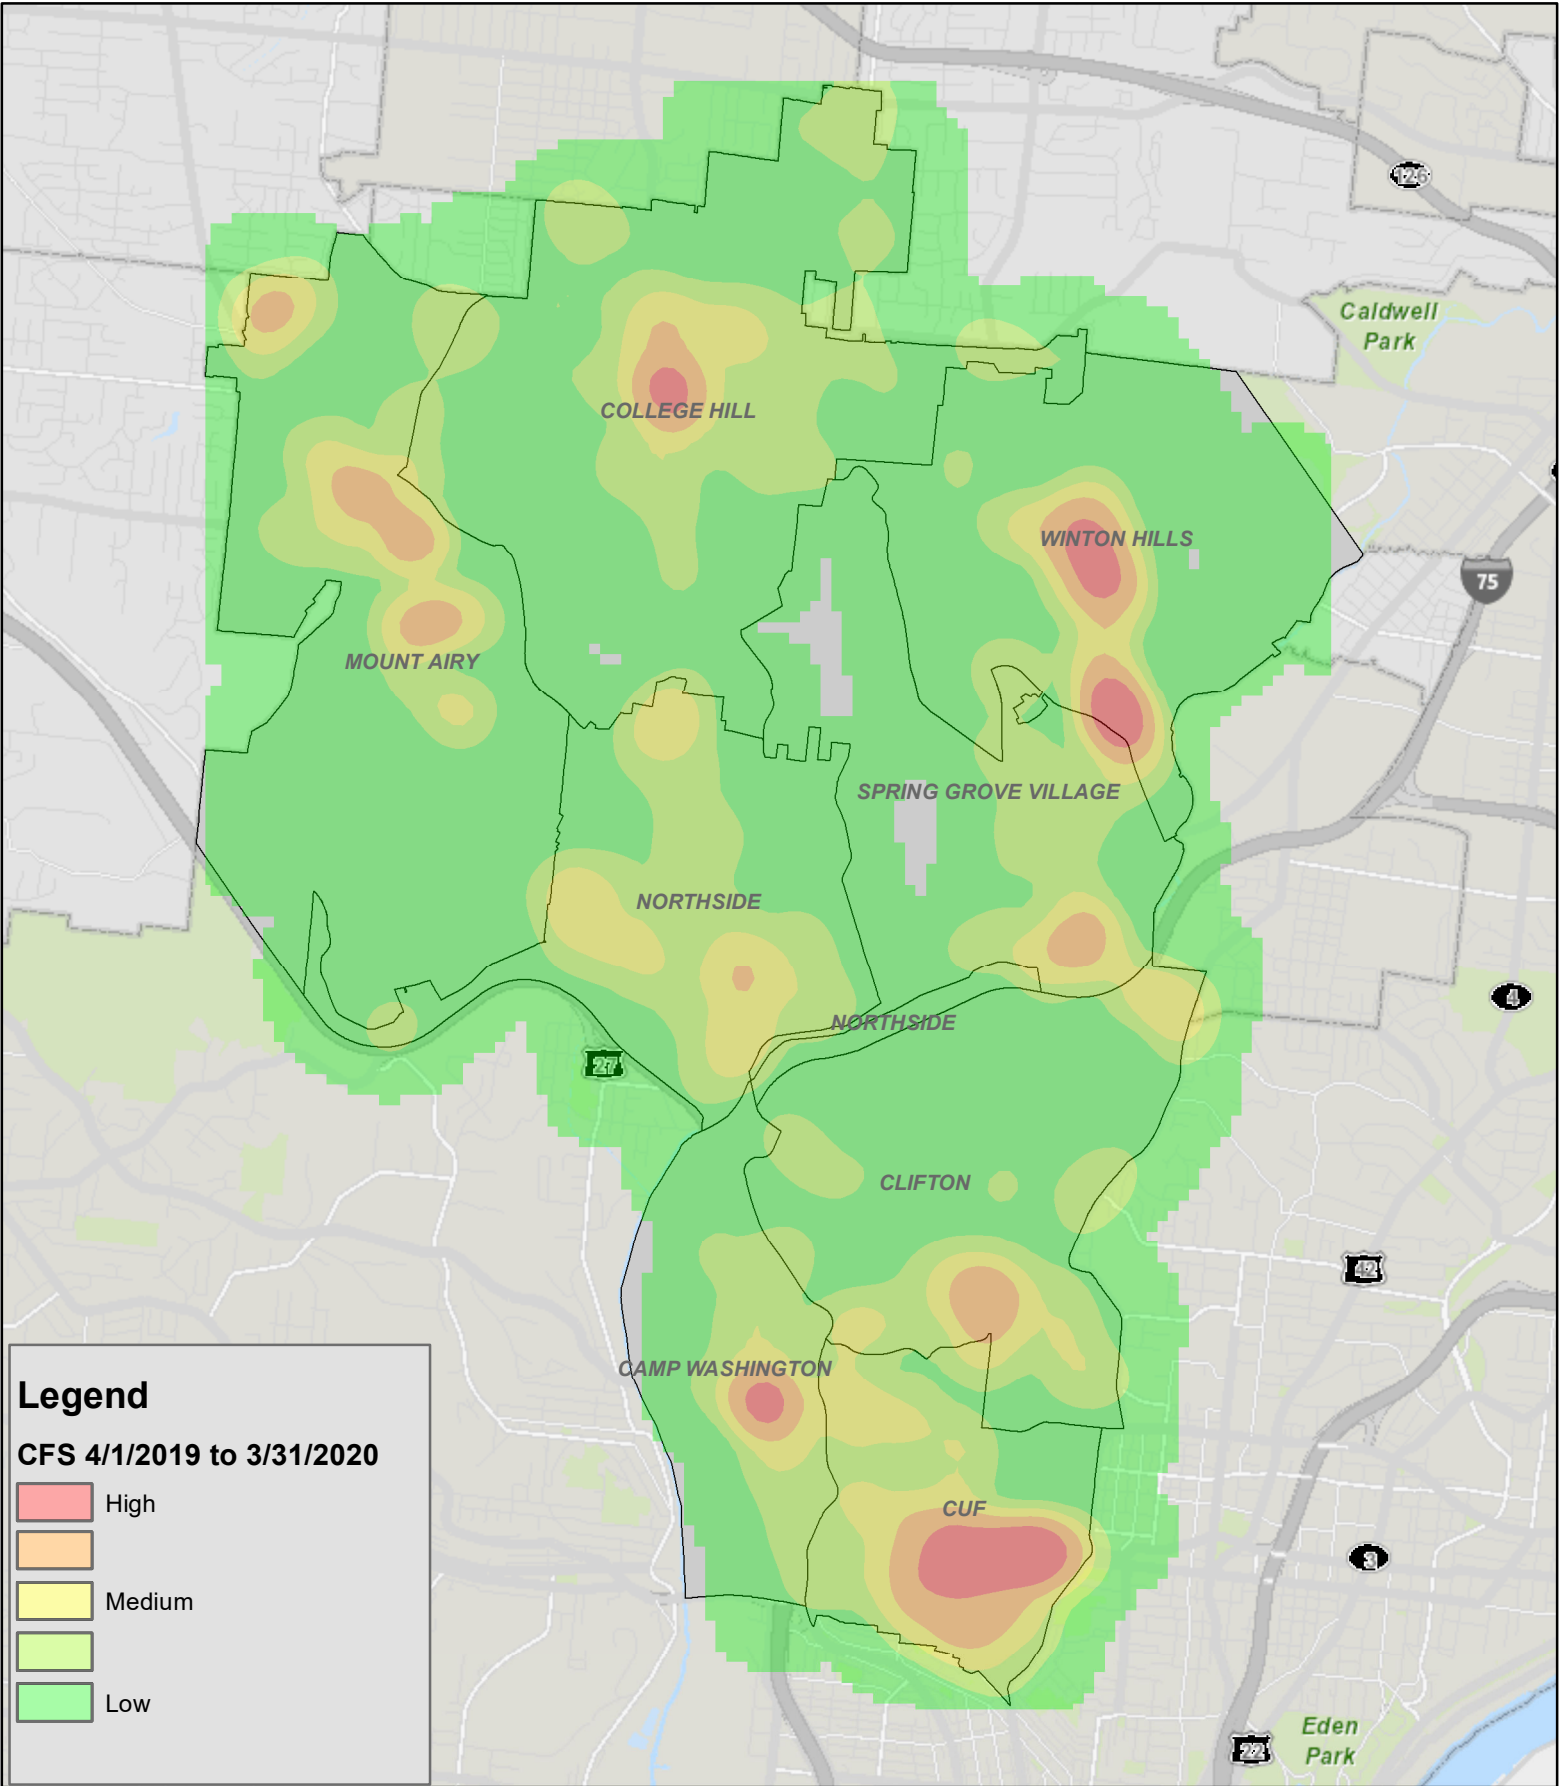 126
Caldwell
Park
COLLEGE HILL
WINTON HILLS
75
MOUNT AIRY
SPRING GROVE VILLAGE
NORTHSIDE
4
NORTHSIDE
27
CLIFTON
42
CAMP WASHINGTON
Legend
CFS 4/1/2019 to 3/31/2020
High
CUF
3
Medium
Low
Eden
Park
22